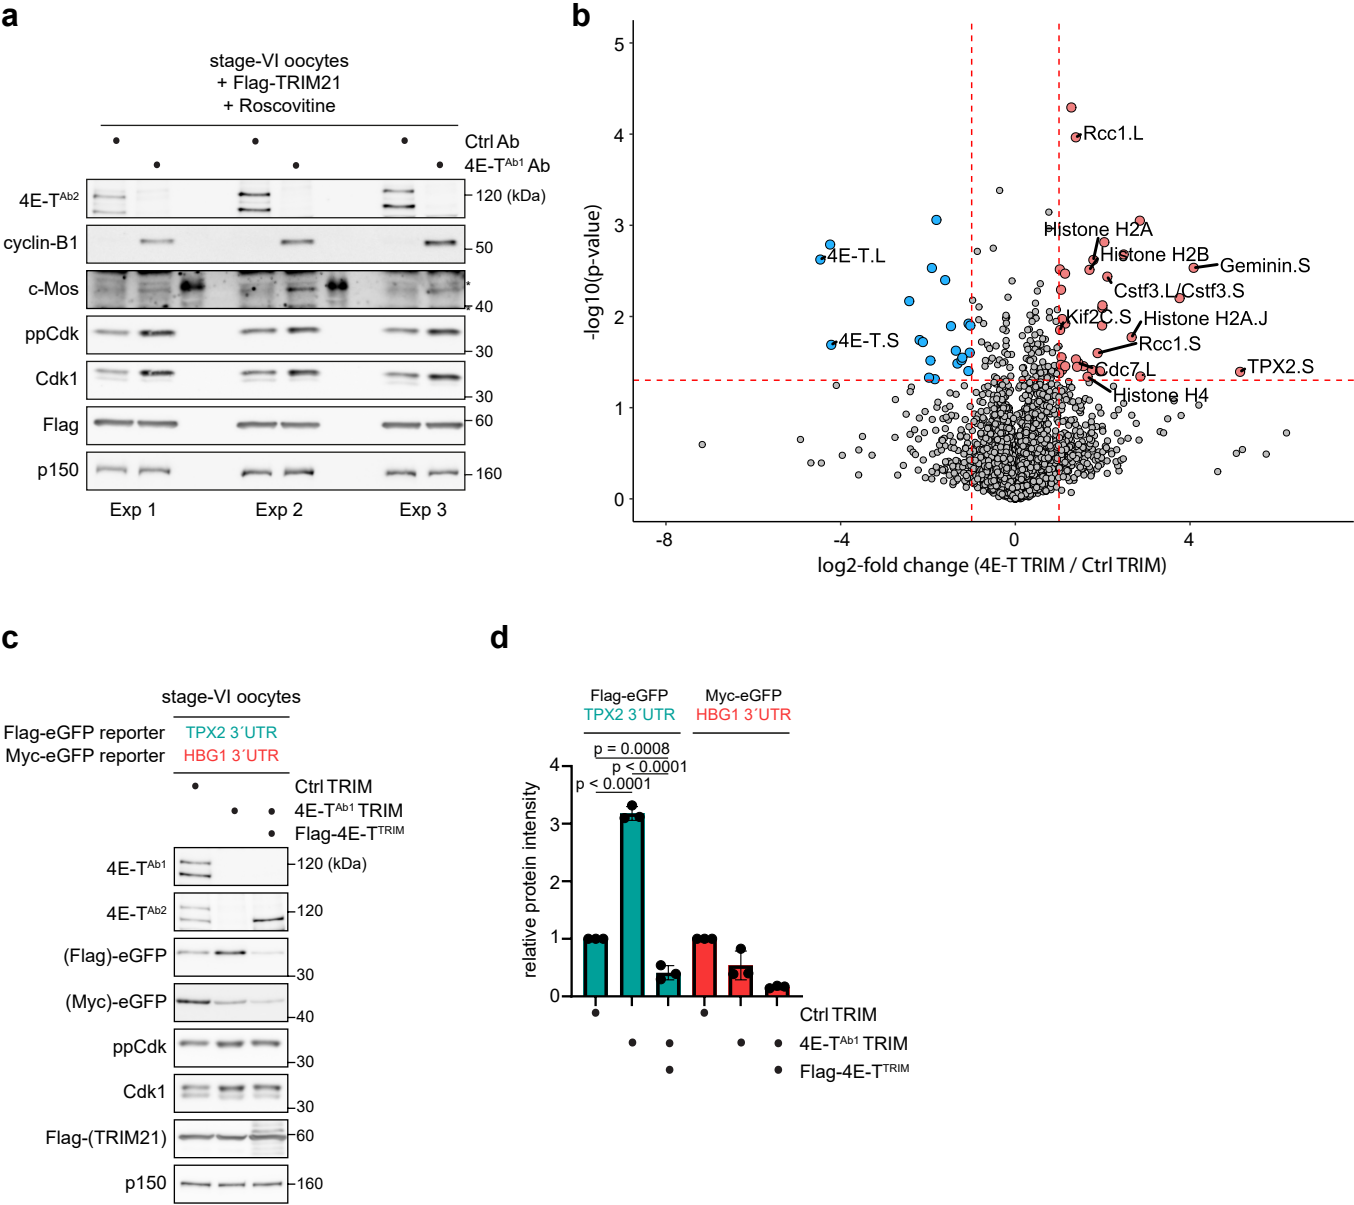 a
stage-VI oocytes
+ Flag-TRIM21
+ Roscovitine
Ctrl Ab
4E-TAb1 Ab
4E-TAb2
120 (kDa)
cyclin-B1
50
c-Mos
*
*
40
ppCdk
30
Cdk1
30
Flag
60
p150
160
Exp 1
Exp 2
Exp 3
b
-log10(p-value)
5
4
3
2
1
0
-8
-4
0
4
log2-fold change (4E-T TRIM / Ctrl TRIM)
Rcc1.L
Histone H2A
4E-T.L
Histone H2B
Geminin.S
Cstf3.L/Cstf3.S
Kif2C.S
Histone H2A.J
4E-T.S
Rcc1.S
Cdc7.L
TPX2.S
Histone H4
c
stage-VI oocytes
Flag-eGFP reporter
TPX2 3´UTR
Myc-eGFP reporter
HBG1 3´UTR
Ctrl TRIM
4E-TAb1 TRIM
Flag-4E-TTRIM
4E-TAb1
120 (kDa)
4E-TAb2
120
(Flag)-eGFP
30
(Myc)-eGFP
40
ppCdk
30
Cdk1
30
Flag-(TRIM21)
60
p150
160
d
Flag-eGFP
TPX2 3´UTR
Myc-eGFP
HBG1 3´UTR
p = 0.0008
p < 0.0001
p < 0.0001
relative protein intensity
4
3
2
1
0
Ctrl TRIM
4E-TAb1 TRIM
Flag-4E-TTRIM